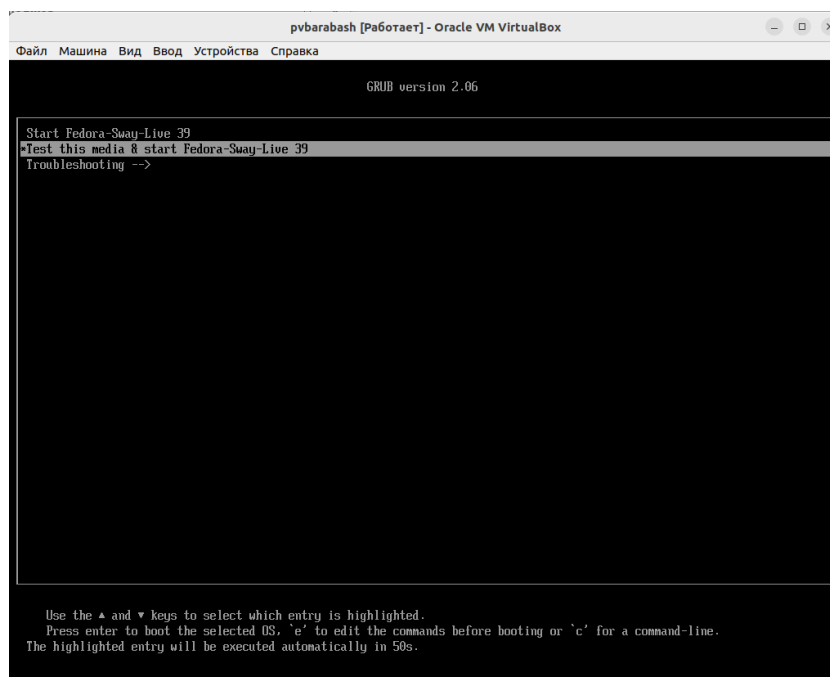 pvbarabash [Работает] - Oracle VM VirtualBox
Файл Машина Вид Ввод Устройства Справка
GRUB version 2.06
Start Fedora-Sway-Live 39
*Test this media & start Fedora-Sway-Live 39
Troubleshooting -->
Use the ▲ and ▼ keys to select which entry is highlighted.
Press enter to boot the selected OS, `e' to edit the commands before booting or `c' for a command-line.
The highlighted entry will be executed automatically in 50s.